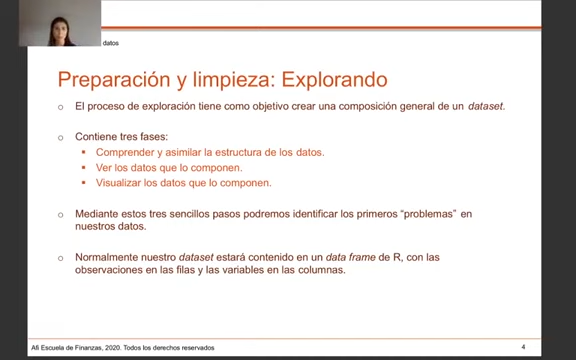 datos
Preparación y limpieza: Explorando
o El proceso de exploración tiene como objetivo crear una composición general de un dataset.
o Contiene tres fases:
▪ Comprender y asimilar la estructura de los datos.
▪ Ver los datos que lo componen.
▪ Visualizar los datos que lo componen.
o Mediante estos tres sencillos pasos podremos identificar los primeros “problemas” en
nuestros datos.
o Normalmente nuestro dataset estará contenido en un data frame de R, con las
observaciones en las filas y las variables en las columnas.
Afi Escuela de Finanzas, 2020. Todos los derechos reservados
4